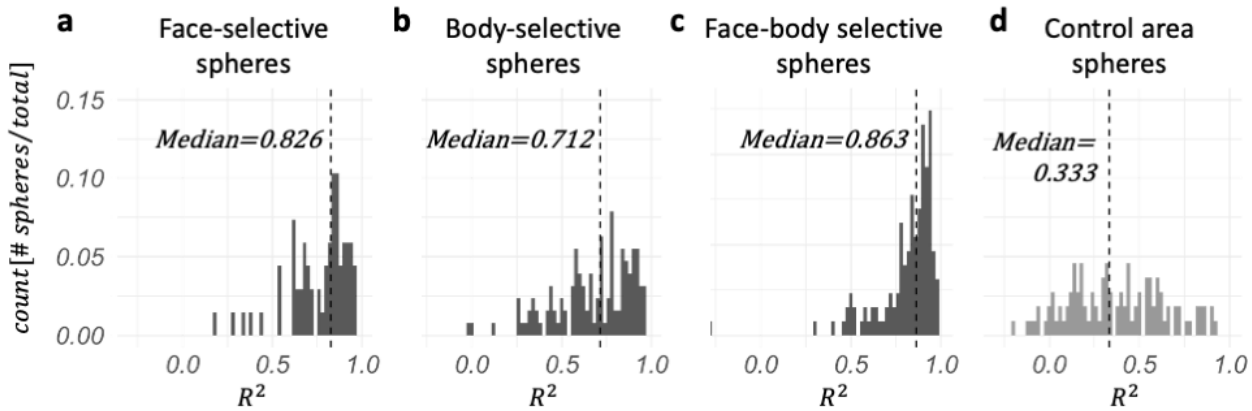 a Face-selective spheres
b Body-selective spheres
c Face-body selective spheres
d Control area spheres
count [# spheres/total]
0.15
0.10
0.05
0.00
Median=0.826
Median=0.712
Median=0.863
Median=
0.333
0.0 0.5 1.0
0.0 0.5 1.0
0.0 0.5 1.0
0.0 0.5 1.0
R²
R²
R²
R²